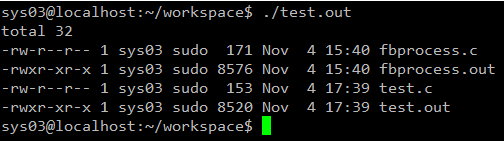 sys03@localhost:~/workspace$ ./test.out
total 32
-rw-r--r-- 1 sys03 sudo  171 Nov  4 15:40 fbprocess.c
-rwxr-xr-x 1 sys03 sudo 8576 Nov  4 15:40 fbprocess.out
-rw-r--r-- 1 sys03 sudo  153 Nov  4 17:39 test.c
-rwxr-xr-x 1 sys03 sudo 8520 Nov  4 17:39 test.out
sys03@localhost:~/workspace$